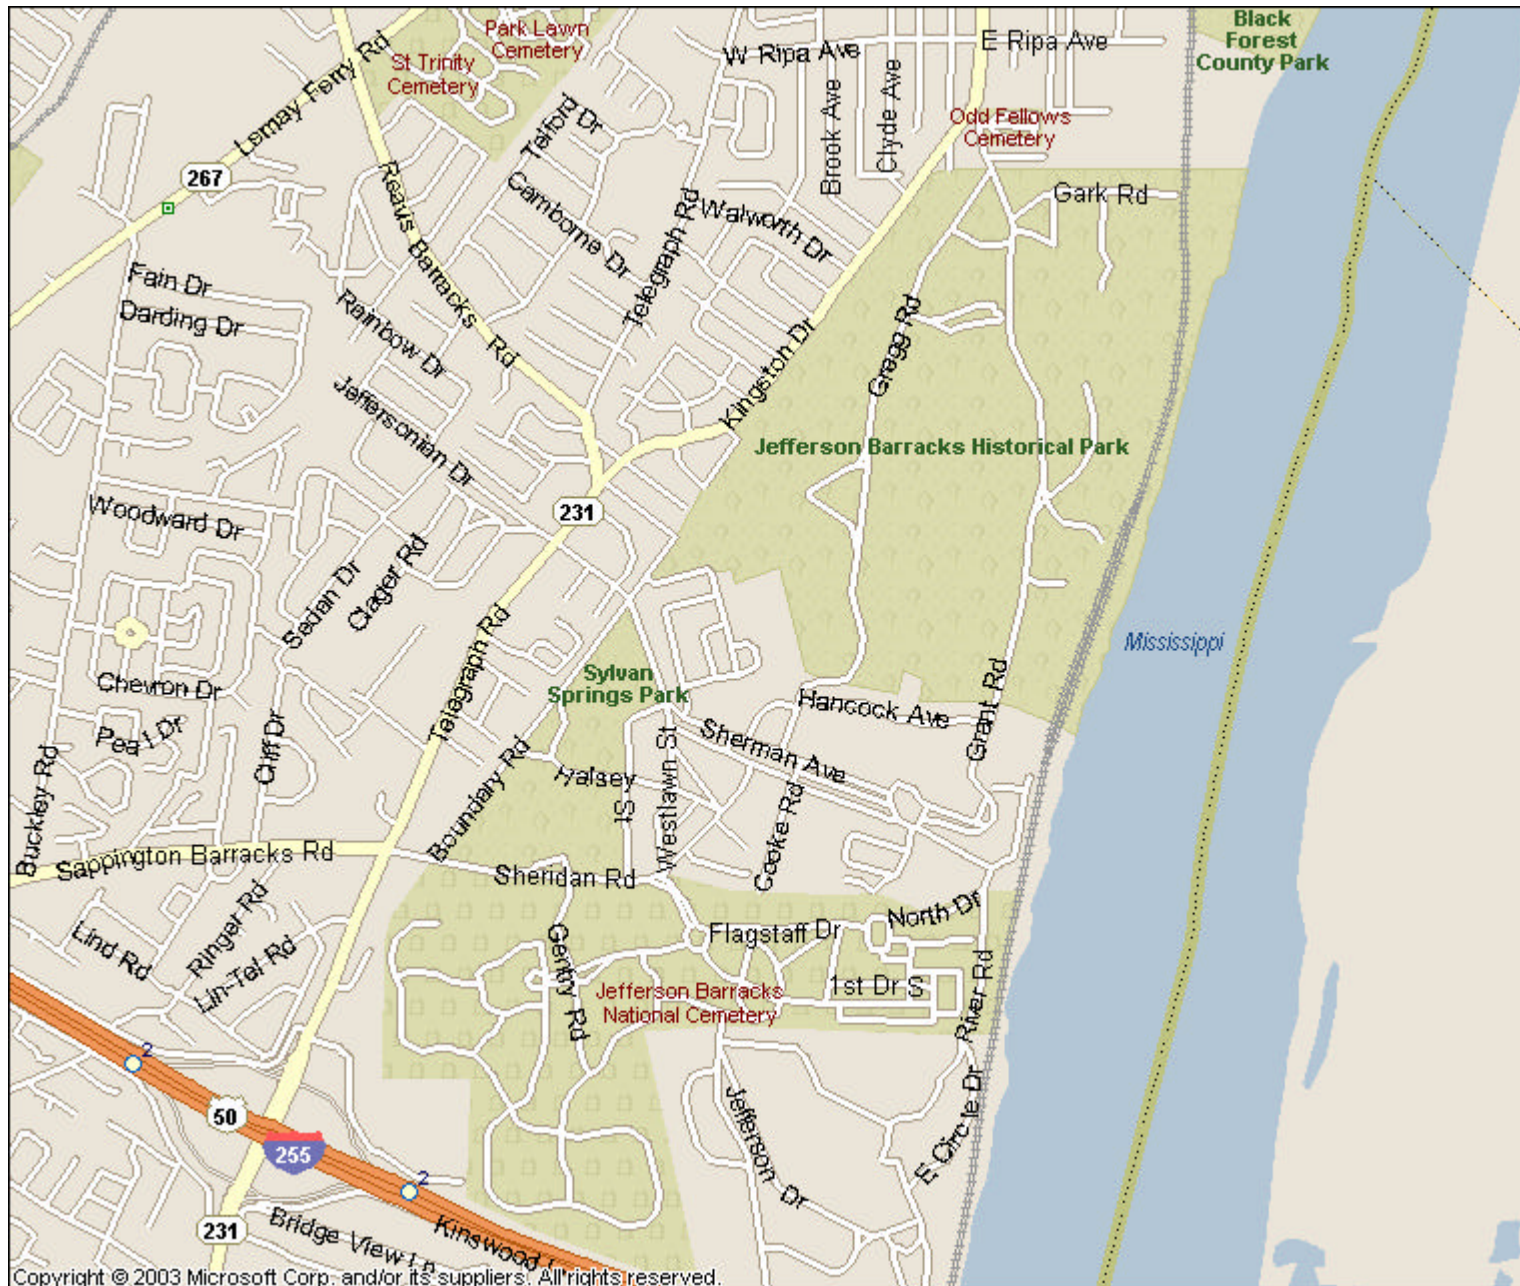 Black
Forest
County Park
Park Lawn
Cemetery
St Trinity
Cemetery
Lemay Ferry Rd
W Ripa Ave
E Ripa Ave
Brook Ave
Clyde Ave
Odd Fellows
Cemetery
Telford Dr
267
Reavis Barracks Rd
Camborne Dr
Telegraph Rd
Walworth Dr
Gark Rd
Fain Dr
Darding Dr
Rainbow Dr
Gregg Rd
Kingston Dr
Jeffersonian Dr
Jefferson Barracks Historical Park
Woodward Dr
231
Sedan Dr
Clager Rd
Telegraph Rd
Mississippi
Sylvan
Springs Park
Chevron Dr
Pearl Dr
Cliff Dr
Hancock Ave
Grant Rd
Sherman Ave
Westlawn St
Halsey
St
Cooke Rd
Buckley Rd
Boundary Rd
Sappington Barracks Rd
Sheridan Rd
North Dr
Flagstaff Dr
Lind Rd
Ringer Rd
Lin-Tel Rd
Gentry Rd
1st Dr S
River Rd
Jefferson Barracks
National Cemetery
2
50
255
Jefferson Dr
E Circle Dr
2
231
Bridge View Ln
Kinswood L
Copyright © 2003 Microsoft Corp. and/or its suppliers. All rights reserved.